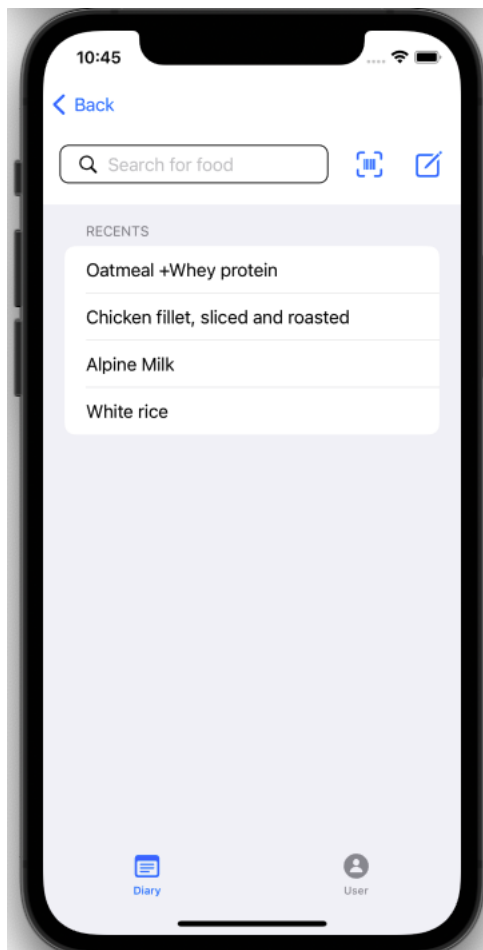 10:45
Back
Search for food
RECENTS
Oatmeal +Whey protein
Chicken fillet, sliced and roasted
Alpine Milk
White rice
Diary
User